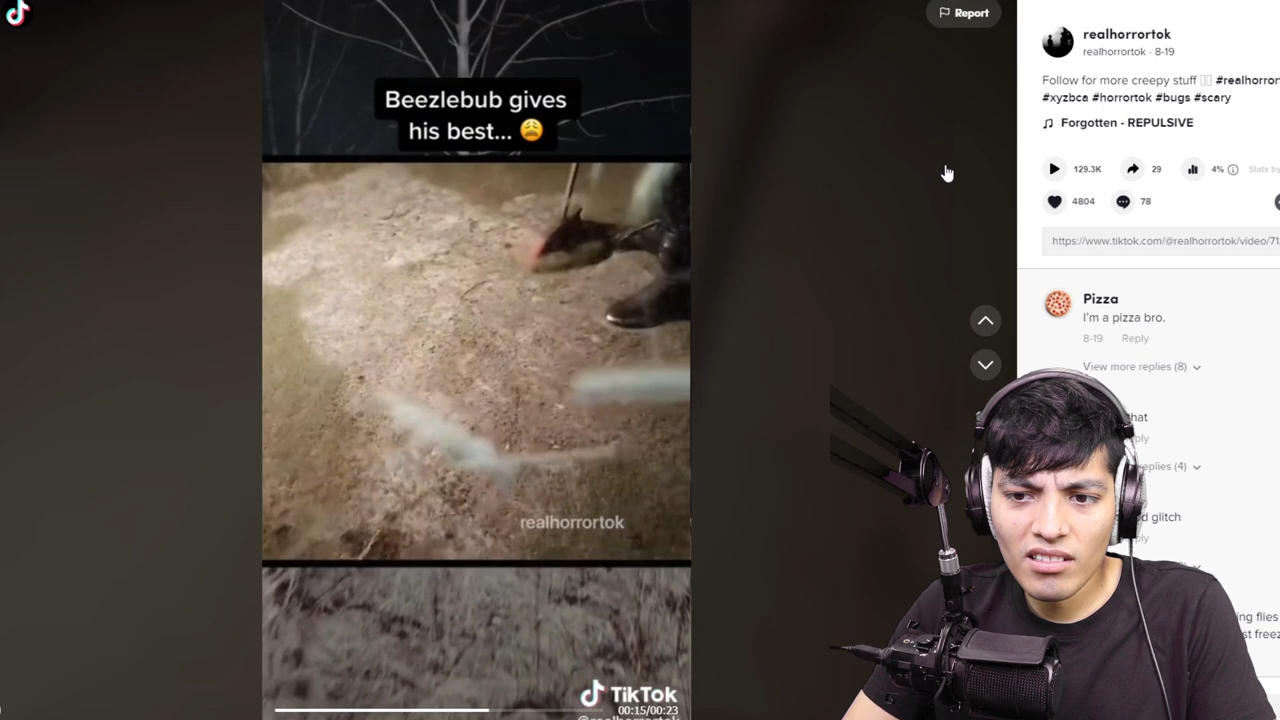 Report
Beezlebub gives
his best... 😩
realhorrortok
TikTok
00:15/00:23
realhorrortok
realhorrortok · 8-19
Follow for more creepy stuff
#xyzbca #horrortok #bugs #scary
Forgotten - REPULSIVE
129.3K 29 4% Stats
4804 78
https://www.tiktok.com/@realhorrortok/video/71
Pizza
I'm a pizza bro.
8-19 Reply
View more replies (8)
glitch